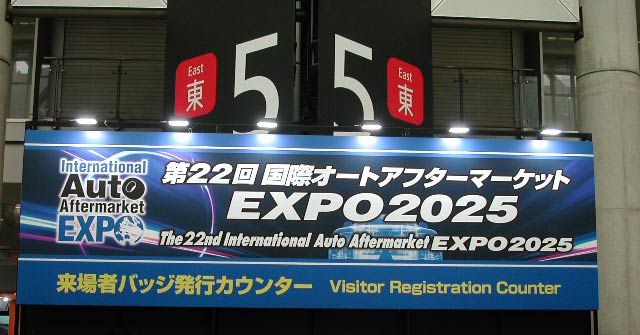 East
東
5
5
East
東
International
Auto
Aftermarket
EXPO
第22回 国際オートアフターマーケット
EXPO2025
The 22nd International Auto Aftermarket EXPO 2025
来場者バッジ発行カウンター Visitor Registration Counter